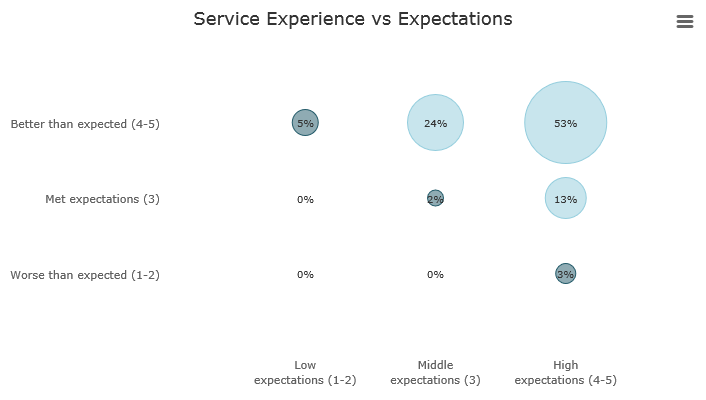 Service Experience vs Expectations
Better than expected (4-5)
5%
24%
53%
Met expectations (3)
0%
2%
13%
Worse than expected (1-2)
0%
0%
3%
Low
expectations (1-2)
Middle
expectations (3)
High
expectations (4-5)